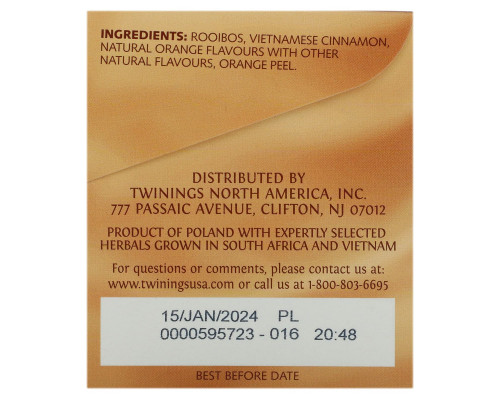 INGREDIENTS: ROOIBOS, VIETNAMESE CINNAMON,
NATURAL ORANGE FLAVOURS WITH OTHER
NATURAL FLAVOURS, ORANGE PEEL.
DISTRIBUTED BY
TWININGS NORTH AMERICA, INC.
777 PASSAIC AVENUE, CLIFTON, NJ 07012
PRODUCT OF POLAND WITH EXPERTLY SELECTED
HERBALS GROWN IN SOUTH AFRICA AND VIETNAM
For questions or comments, please contact us at:
www.twiningsusa.com or call us at 1-800-803-6695
15/JAN/2024 PL
0000595723 - 016 20:48
BEST BEFORE DATE